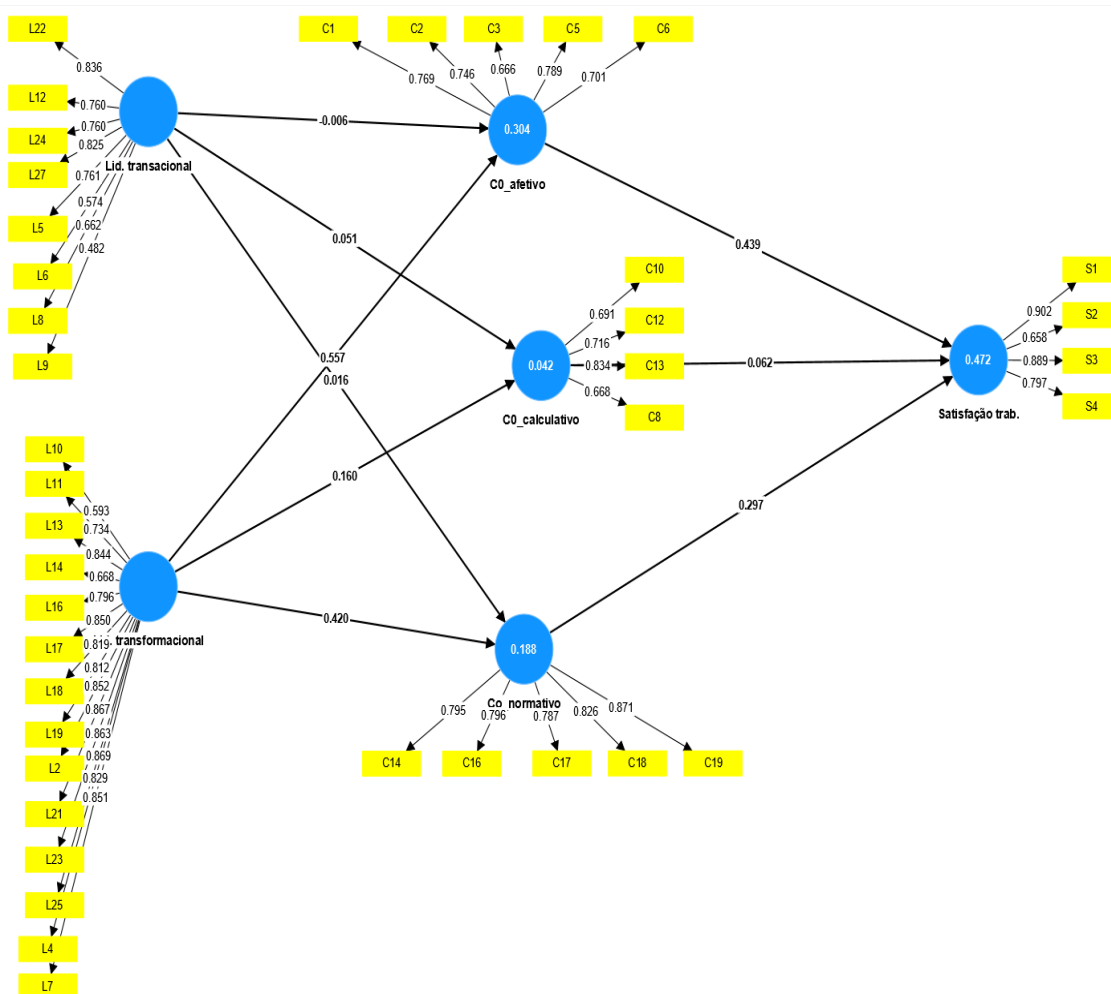 L22
C1
C2
C3
C5
C6
0.836
0.769
0.746
0.666
0.789
0.701
L12
0.760
L24
0.760
0.825
L27
0.761
L5
0.574
0.662
0.482
L6
L8
L9
Lid. transacional
-0.006
0.304
C0_afetivo
0.051
0.439
0.557
0.016
C10
C12
C13
C8
0.691
0.716
0.834
0.668
0.042
C0_calculativo
0.062
S1
S2
S3
S4
0.902
0.658
0.889
0.797
0.472
Satisfação trab.
0.160
0.297
L10
L11
L13
L14
L16
L17
L18
L19
L2
L21
L23
L25
L4
L7
0.593
0.734
0.844
0.668
0.796
0.850
0.819
0.812
0.852
0.867
0.863
0.869
0.829
0.851
transformacional
0.420
0.188
Co_normativo
0.795
0.796
0.787
0.826
0.871
C14
C16
C17
C18
C19